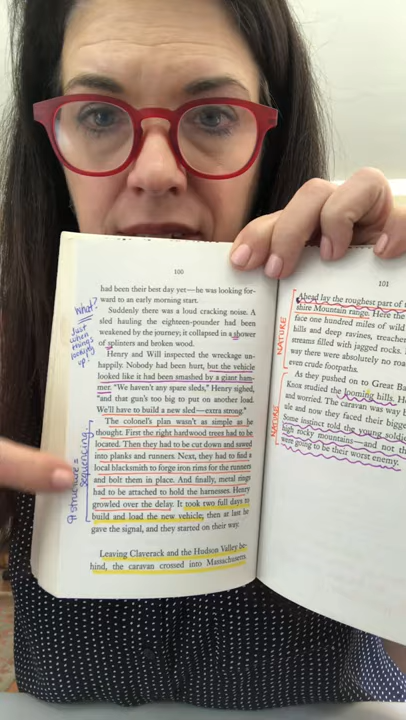 100
had been their best day yet—he was looking for-
ward to an early morning start.
Suddenly there was a loud cracking noise. A
sled hauling the eighteen-pounder had been
weakened by the journey; it collapsed in a shower
of splinters and broken wood.
Henry and Will inspected the wreckage un-
happily. Nobody had been hurt, but the vehicle
looked like it had been smashed by a giant ham-
mer. "We haven't any spare sleds," Henry sighed,
"and that gun's too big to put on another load.
We'll have to build a new sled—extra strong."
The colonel's plan wasn't as simple as he
thought. First the right hardwood trees had to be
located. Then they had to be cut down and sawed
into planks and runners. Next, they had to find a
local blacksmith to forge iron rims for the runners
and bolt them in place. And finally, metal rings
had to be attached to hold the harnesses. Henry
growled over the delay. It took two full days to
build and load the new vehicle; then at last he
gave the signal, and they started on their way.
Leaving Claverack and the Hudson Valley be-
hind, the caravan crossed into Massachusetts.
What?
Just
when
things
up!
structure =
sequencing
101
Ahead lay the roughest part of
shire Mountain range. Here the
face one hundred miles of wild
hills and deep ravines, treache
streams filled with jagged rocks.
way there were absolutely no roa
even crude footpaths.
As they pushed on to Great Ba
Knox studied the looming hills. H
and worried. The caravan was way b
ule and now they faced their bigge
Some instinct told the young soldie
high rocky mountains—and not th
were going to be their worst enemy.
NATURE
NATURE